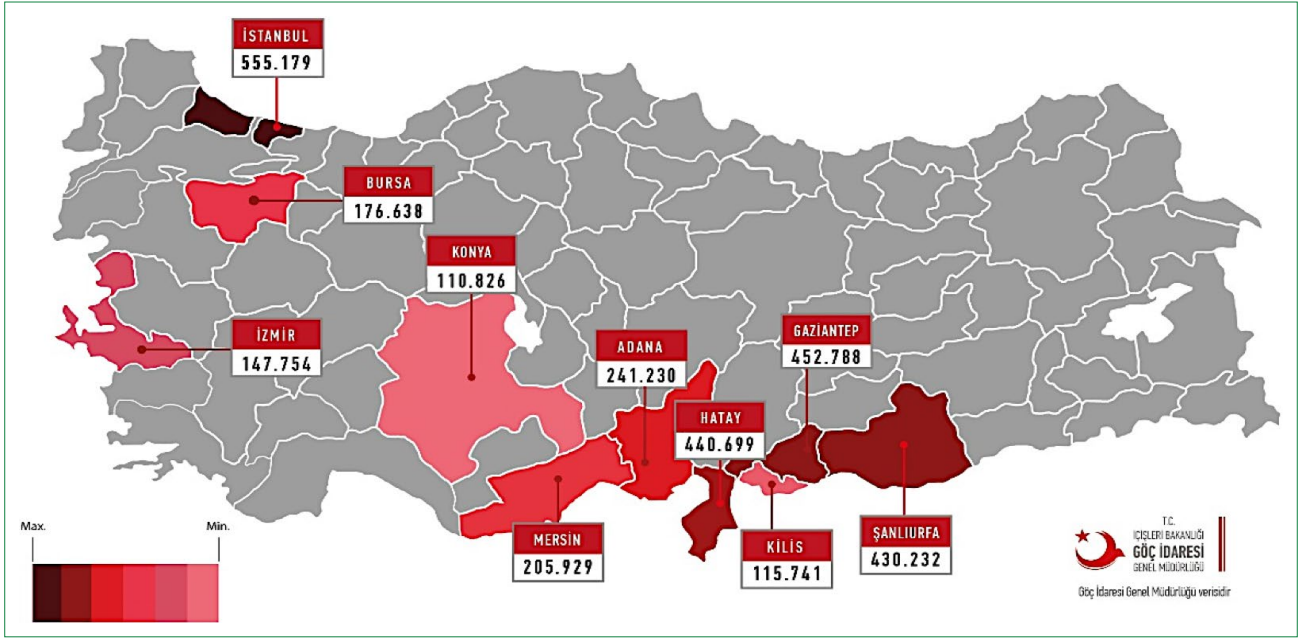 İSTANBUL
555.179
BURSA
176.638
KONYA
110.826
İZMİR
147.754
ADANA
241.230
GAZİANTEP
452.788
HATAY
440.699
MERSİN
205.929
KİLİS
115.741
ŞANLIURFA
430.232
Max.
Min.
T.C.
İÇİŞLERİ BAKANLIĞI
GÖÇ İDARESİ
GENEL MÜDÜRLÜĞÜ
Göç İdaresi Genel Müdürlüğü verisidir